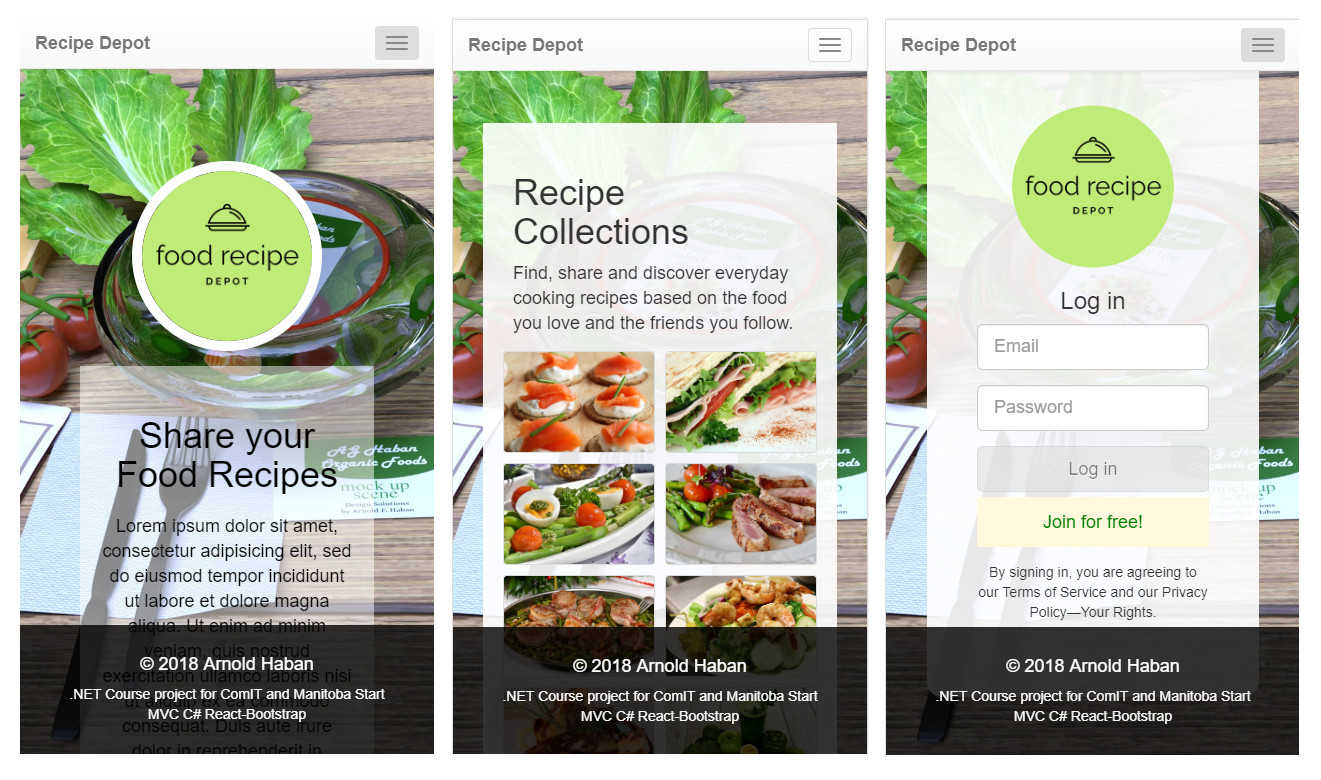 Recipe Depot
food recipe
DEPOT
AG Haban
Organic Foods
mock up
scene
Design Solutions
by Arnold F. Haban
Share your
Food Recipes
Lorem ipsum dolor sit amet,
consectetur adipisicing elit, sed
do eiusmod tempor incididunt
ut labore et dolore magna
aliqua. Ut enim ad minim
veniam, quis nostrud
exercitation ullamco laboris nisi
ut aliquip ex ea commodo
consequat. Duis aute irure
dolor in reprehenderit in
© 2018 Arnold Haban
.NET Course project for ComIT and Manitoba Start
MVC C# React-Bootstrap
Recipe Depot
Recipe
Collections
Find, share and discover everyday
cooking recipes based on the food
you love and the friends you follow.
© 2018 Arnold Haban
.NET Course project for ComIT and Manitoba Start
MVC C# React-Bootstrap
Recipe Depot
food recipe
DEPOT
Log in
Email
Password
Log in
Join for free!
By signing in, you are agreeing to
our Terms of Service and our Privacy
Policy—Your Rights.
© 2018 Arnold Haban
.NET Course project for ComIT and Manitoba Start
MVC C# React-Bootstrap